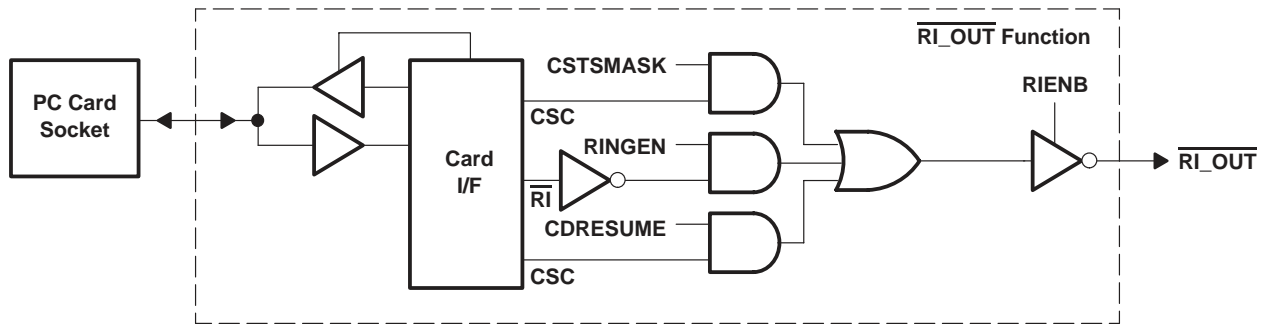 RI_OUT Function
CSTSMASK
RIENB
PC Card
Socket
CSC
RINGEN
Card
I/F
RI
RI_OUT
CDRESUME
CSC